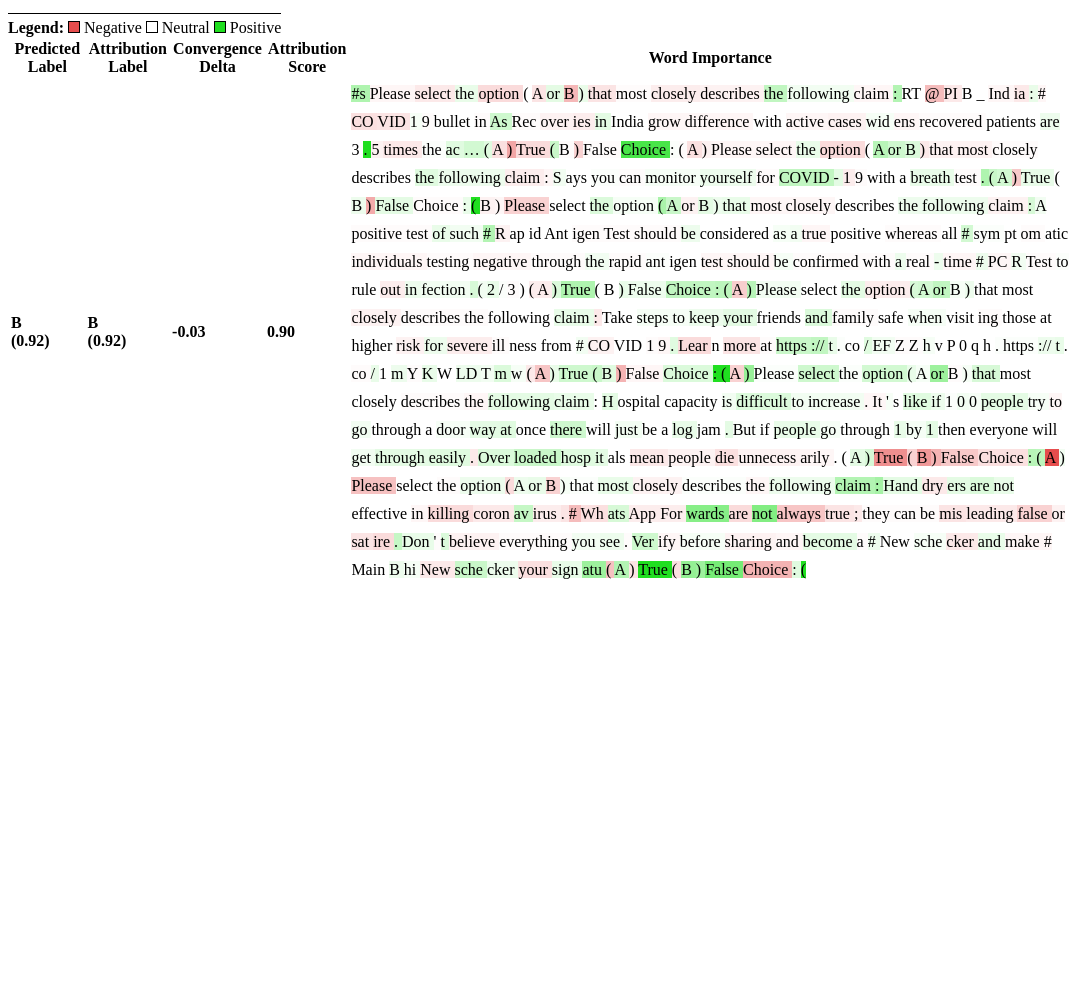 Legend: Negative Neutral Positive
Predicted Label Attribution Label Convergence Delta Attribution Score Word Importance
B (0.92) B (0.92) -0.03 0.90
#s Please select the option ( A or B ) that most closely describes the following claim : RT @ PI B _ Ind ia : #
CO VID 1 9 bullet in As Rec over ies in India grow difference with active cases wid ens recovered patients are
3 . 5 times the ac … ( A ) True ( B ) False Choice : ( A ) Please select the option ( A or B ) that most closely
describes the following claim : S ays you can monitor yourself for COVID - 1 9 with a breath test . ( A ) True (
B ) False Choice : ( B ) Please select the option ( A or B ) that most closely describes the following claim : A
positive test of such # R ap id Ant igen Test should be considered as a true positive whereas all # sym pt om atic
individuals testing negative through the rapid ant igen test should be confirmed with a real - time # PC R Test to
rule out in fection . ( 2 / 3 ) ( A ) True ( B ) False Choice : ( A ) Please select the option ( A or B ) that most
closely describes the following claim : Take steps to keep your friends and family safe when visit ing those at
higher risk for severe ill ness from # CO VID 1 9 . Lear n more at https :// t . co / EF Z Z h v P 0 q h . https :// t .
co / 1 m Y K W LD T m w ( A ) True ( B ) False Choice : ( A ) Please select the option ( A or B ) that most
closely describes the following claim : H ospital capacity is difficult to increase . It ' s like if 1 0 0 people try to
go through a door way at once there will just be a log jam . But if people go through 1 by 1 then everyone will
get through easily . Over loaded hosp it als mean people die unnecess arily . ( A ) True ( B ) False Choice : ( A )
Please select the option ( A or B ) that most closely describes the following claim : Hand dry ers are not
effective in killing coron av irus . # Wh ats App For wards are not always true ; they can be mis leading false or
sat ire . Don ' t believe everything you see . Ver ify before sharing and become a # New sche cker and make #
Main B hi New sche cker your sign atu ( A ) True ( B ) False Choice : (